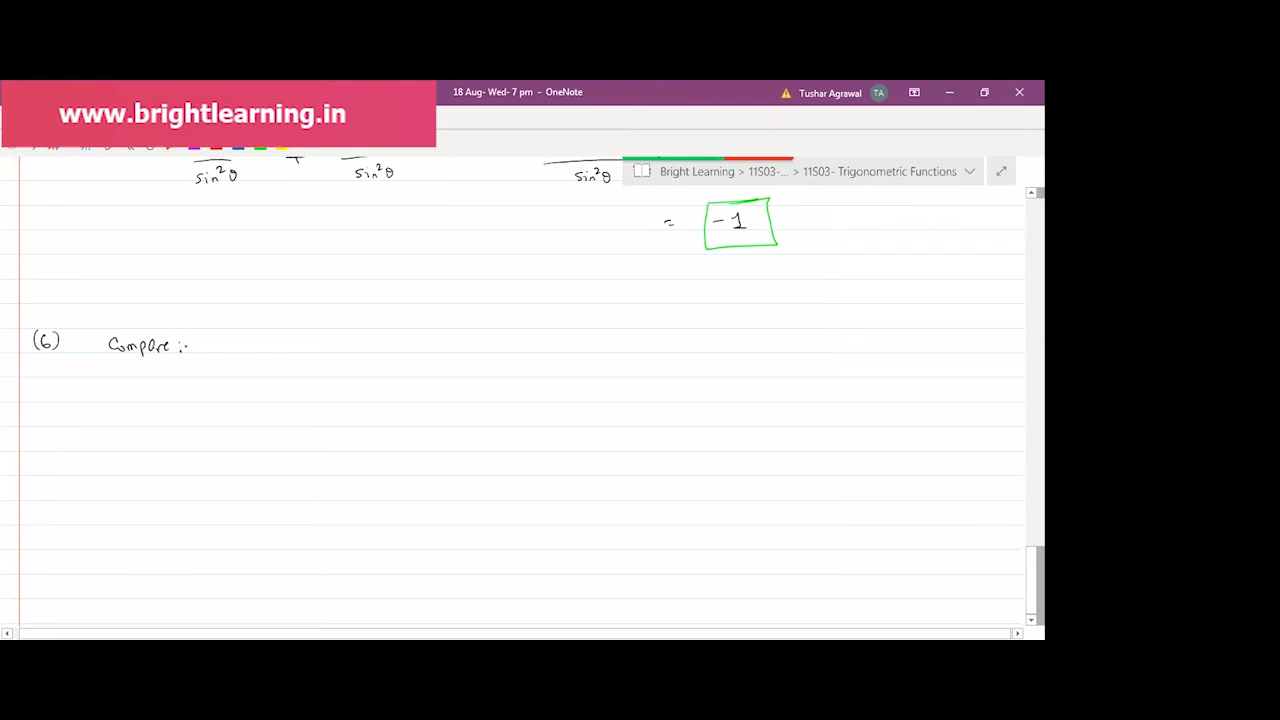 18 Aug- Wed- 7 pm - OneNote
Tushar Agrawal TA
www.brightlearning.in
Bright Learning > 11S03-... > 11S03- Trigonometric Functions
+
sin²θ sin²θ sin²θ
= -1
(6) Compare :-